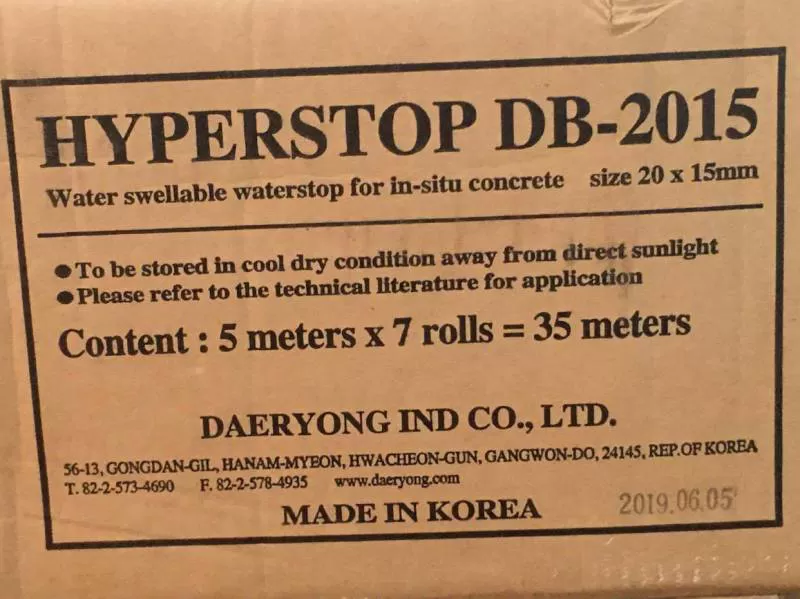 HYPERSTOP DB-2015
Water swellable waterstop for in-situ concrete size 20 x 15mm
●To be stored in cool dry condition away from direct sunlight
●Please refer to the technical literature for application
Content : 5 meters x 7 rolls = 35 meters
DAERYONG IND CO., LTD.
56-13, GONGDAN-GIL, HANAM-MYEON, HWACHEON-GUN, GANGWON-DO, 24145, REP.OF KOREA
T. 82-2-573-4690 F. 82-2-578-4935 www.daeryong.com
MADE IN KOREA 2019.06.05